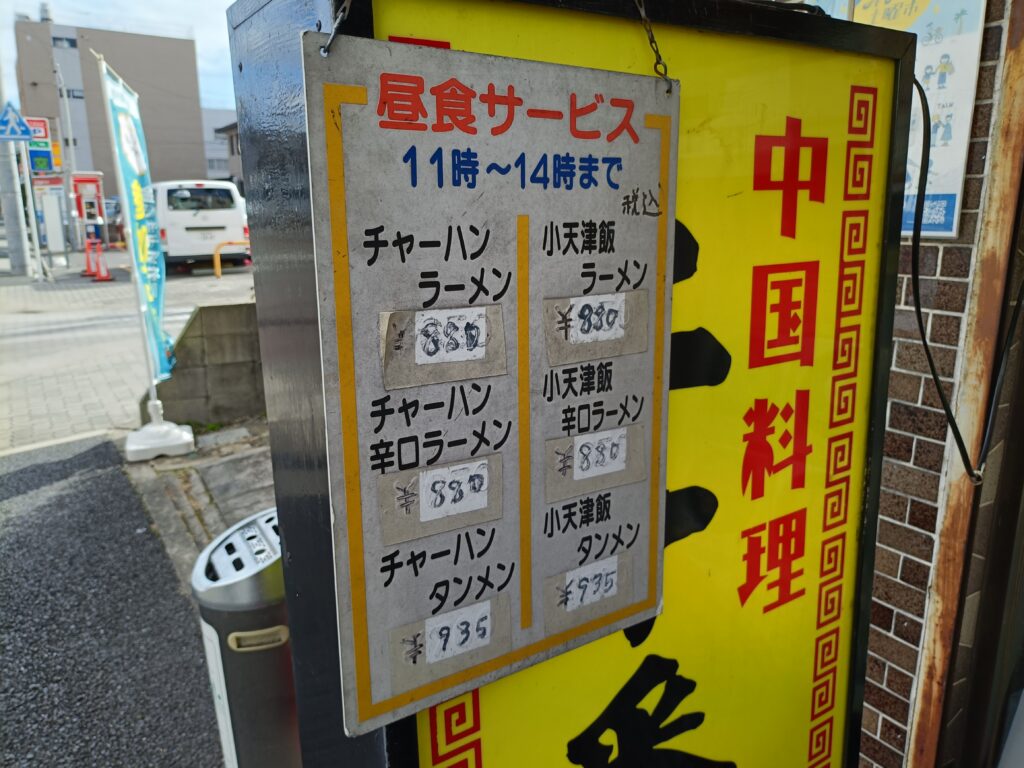 昼食サービス
11時～14時まで
税込
チャーハン
ラーメン
¥880
チャーハン
辛口ラーメン
¥880
チャーハン
タンメン
¥935
小天津飯
ラーメン
¥880
小天津飯
辛口ラーメン
¥880
小天津飯
タンメン
¥935
中国料理